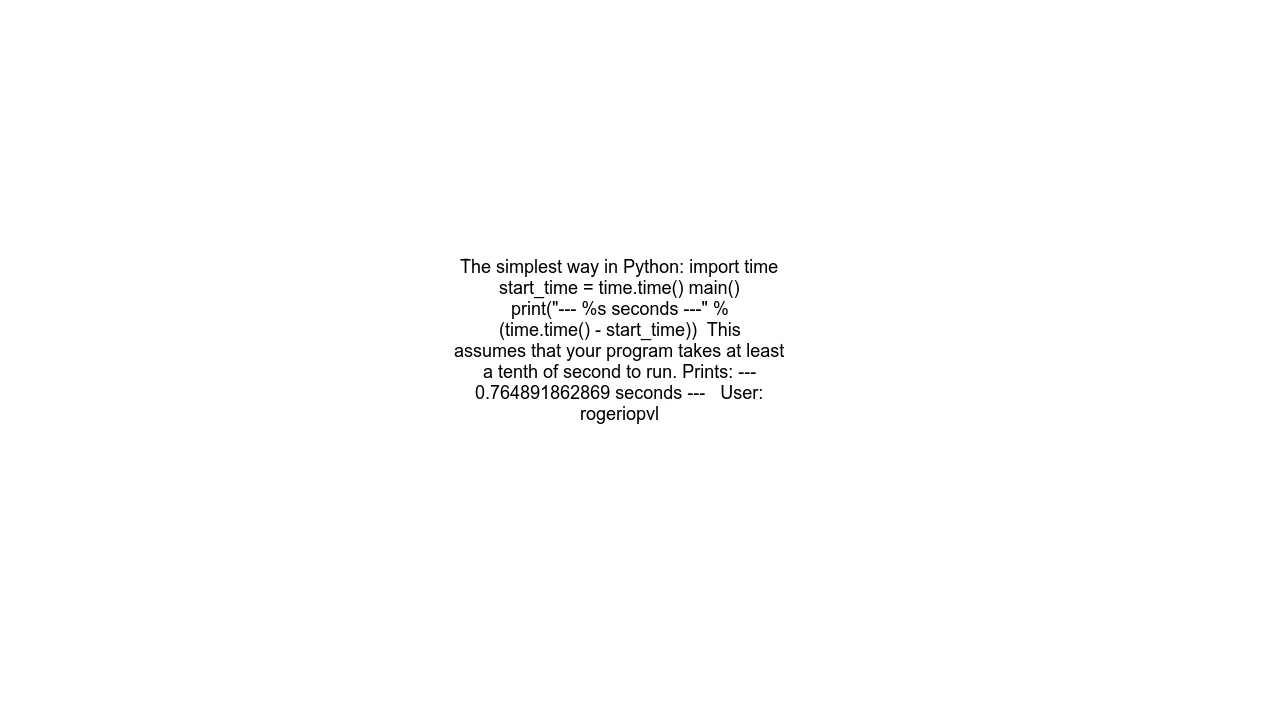 The simplest way in Python: import time
start_time = time.time() main()
print("--- %s seconds ---" %
(time.time() - start_time))  This
assumes that your program takes at least
a tenth of second to run. Prints: ---
0.764891862869 seconds ---   User:
rogeriopvl